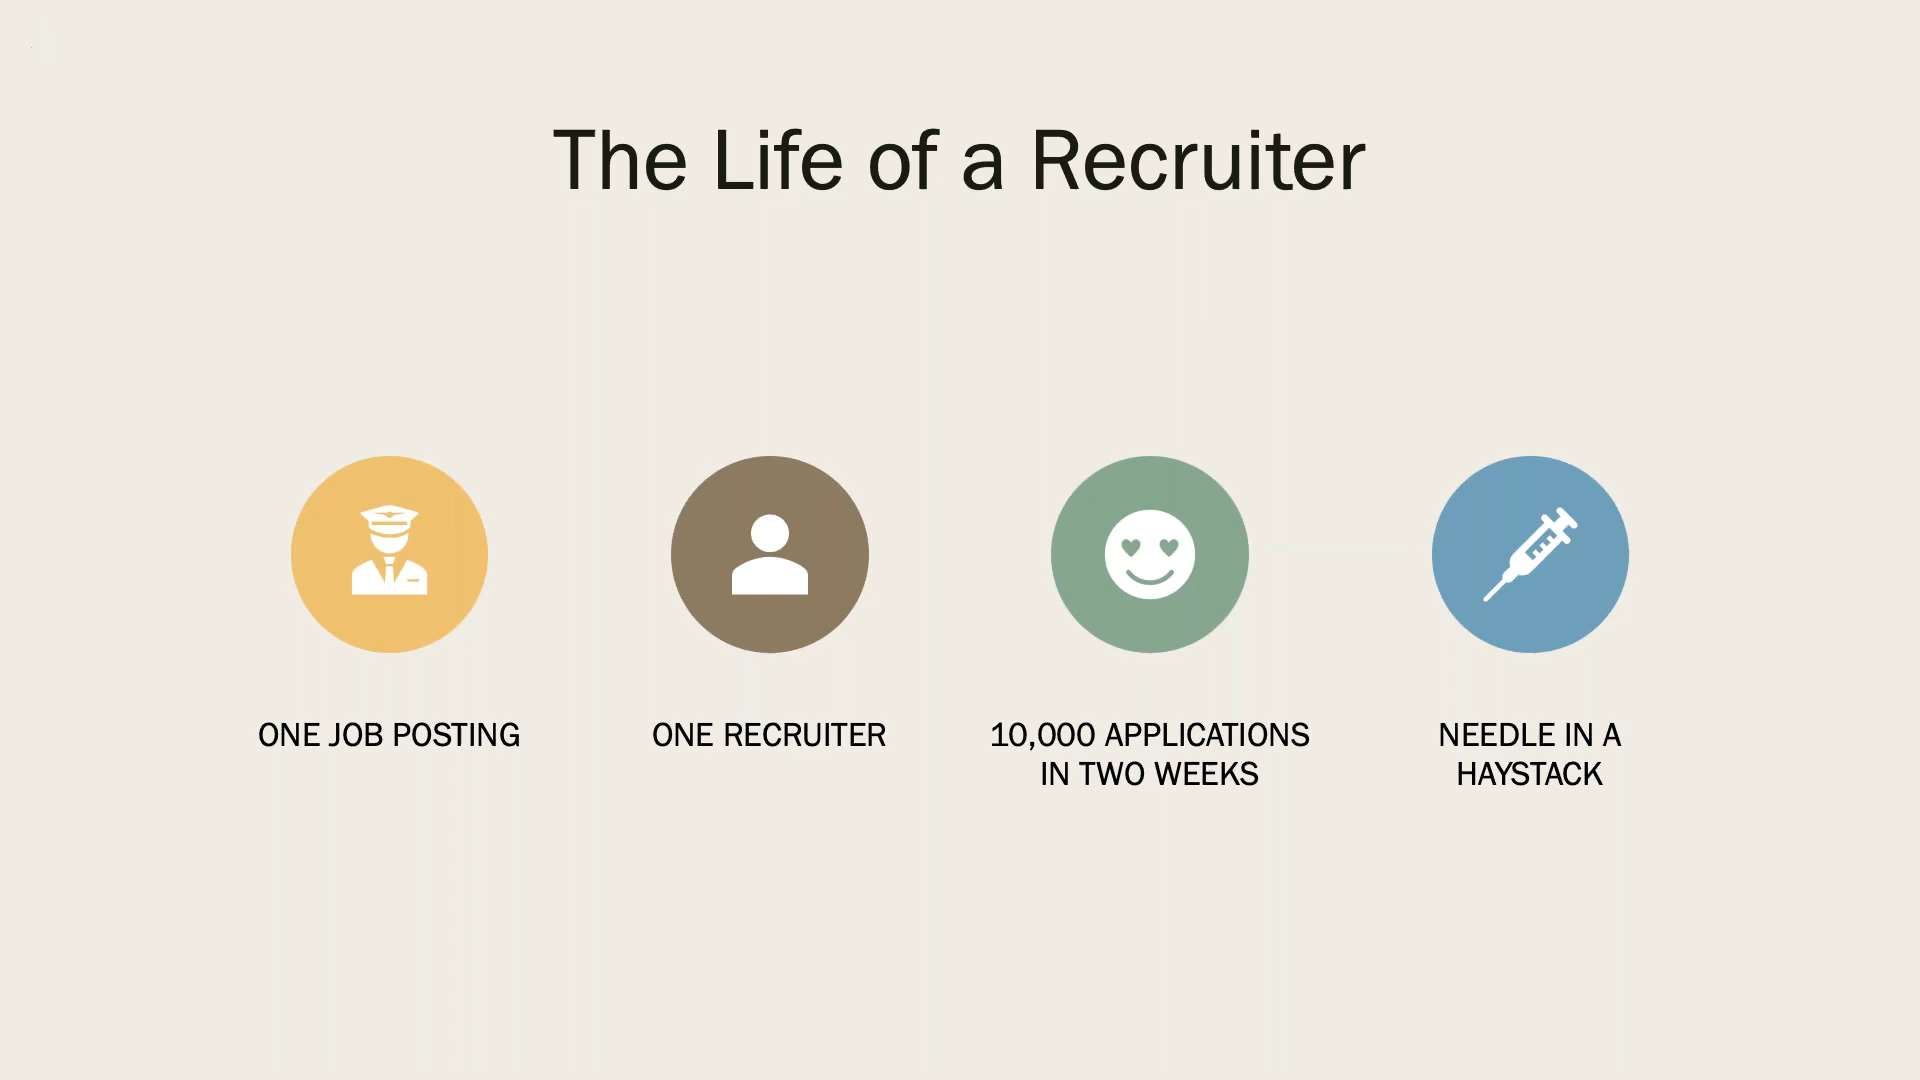 The Life of a Recruiter
ONE JOB POSTING
ONE RECRUITER
10,000 APPLICATIONS
IN TWO WEEKS
NEEDLE IN A
HAYSTACK